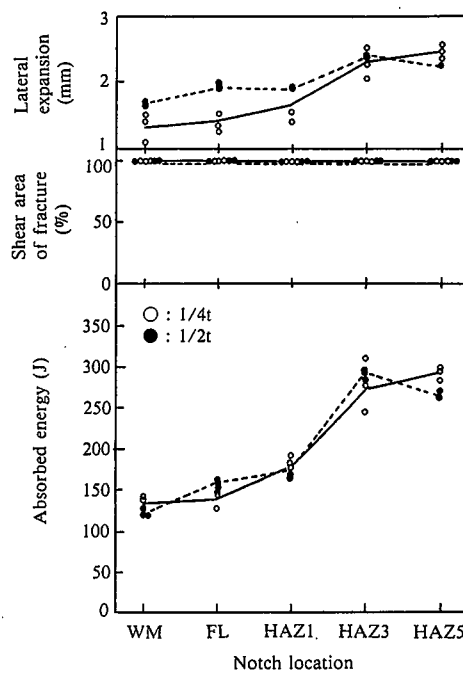 Lateral
expansion
(mm)
3
2
1
Shear area
of fracture
(%)
100
50
0
Absorbed energy (J)
350
300
250
200
150
100
50
0
○ : 1/4t
● : 1/2t
WM FL HAZ1 HAZ3 HAZ5
Notch location